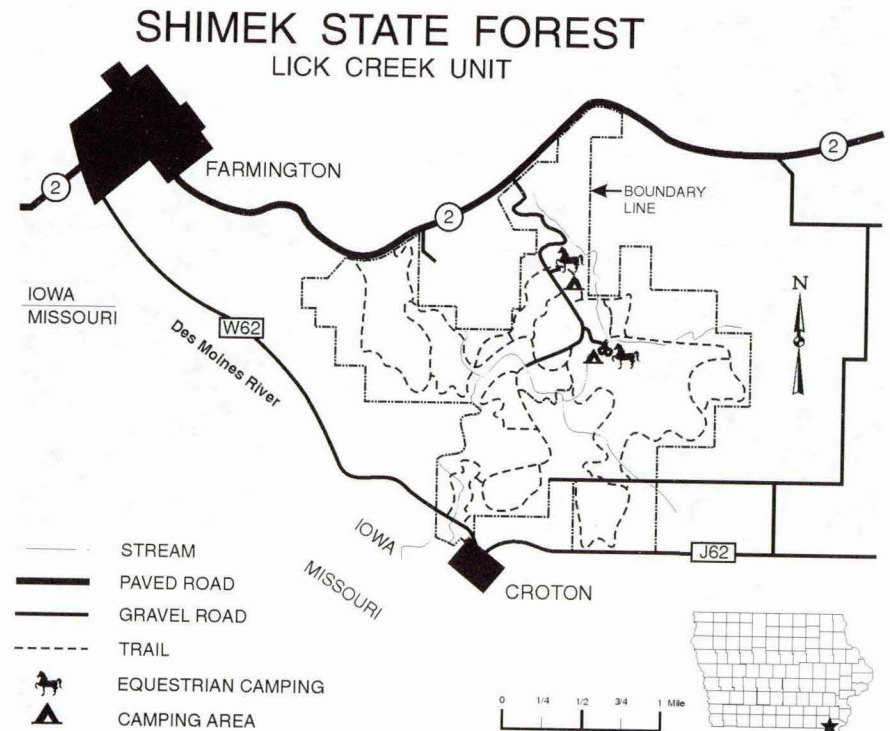 SHIMEK STATE FOREST
LICK CREEK UNIT
FARMINGTON
2
2
2
BOUNDARY
LINE
IOWA
MISSOURI
W62
Des Moines River
N
IOWA
MISSOURI
J62
CROTON
STREAM
PAVED ROAD
GRAVEL ROAD
TRAIL
EQUESTRIAN CAMPING
CAMPING AREA
0 1/4 1/2 3/4 1 Mile